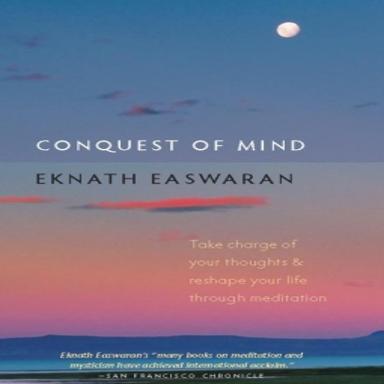 CONQUEST OF MIND
EKNATH EASWARAN
Take charge of
your thoughts &
reshape your life
through meditation
Eknath Easwaran's "many books on meditation and
mysticism have achieved international acclaim."
—SAN FRANCISCO CHRONICLE